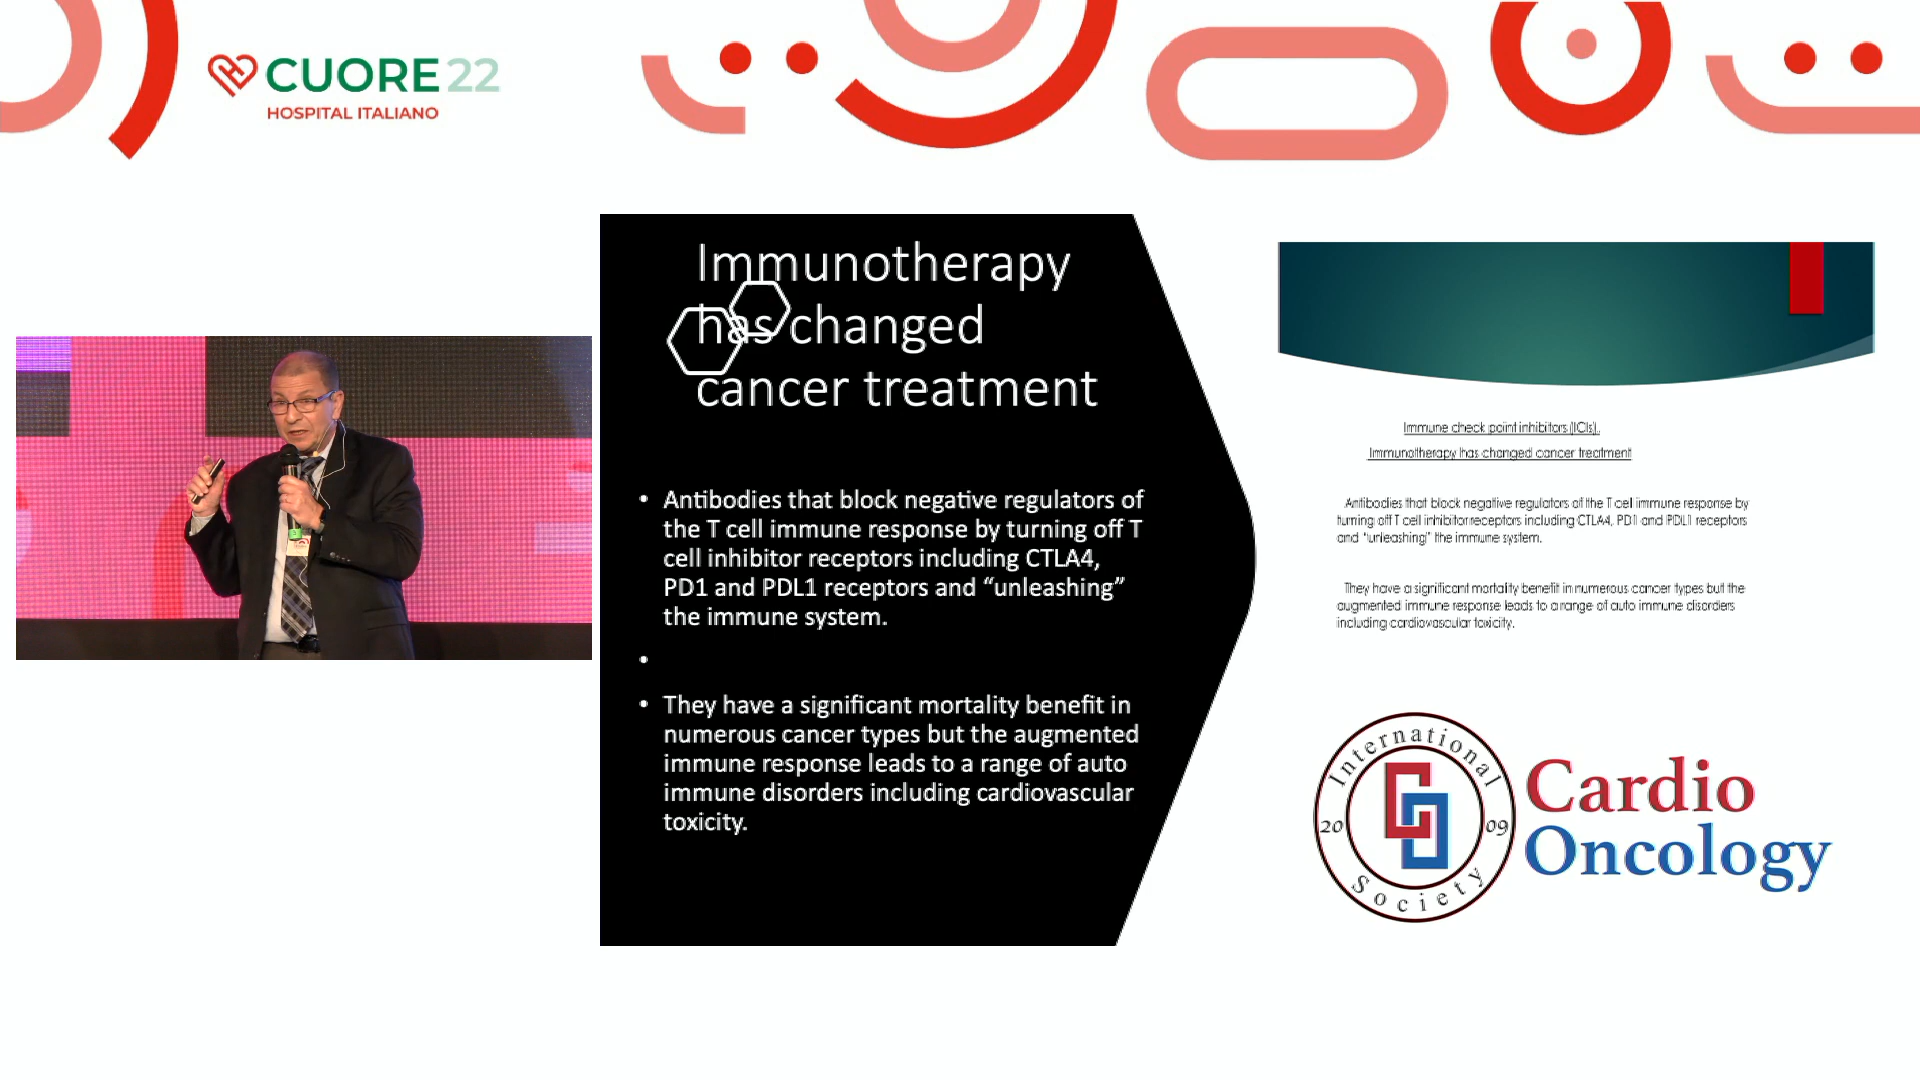 CUORE 22
HOSPITAL ITALIANO
Immunotherapy
has changed
cancer treatment
• Antibodies that block negative regulators of
the T cell immune response by turning off T
cell inhibitor receptors including CTLA4,
PD1 and PDL1 receptors and “unleashing”
the immune system.
•
• They have a significant mortality benefit in
numerous cancer types but the augmented
immune response leads to a range of auto
immune disorders including cardiovascular
toxicity.
Immune check point inhibitors (ICIs).
Immunotherapy has changed cancer treatment
Antibodies that block negative regulators of the T cell immune response by
turning off T cell inhibitor receptors including CTLA4, PD1 and PDL1 receptors
and “unleashing” the immune system.
They have a significant mortality benefit in numerous cancer types but the
augmented immune response leads to a range of auto immune disorders
including cardiovascular toxicity.
International
20 09
Society
Cardio
Oncology